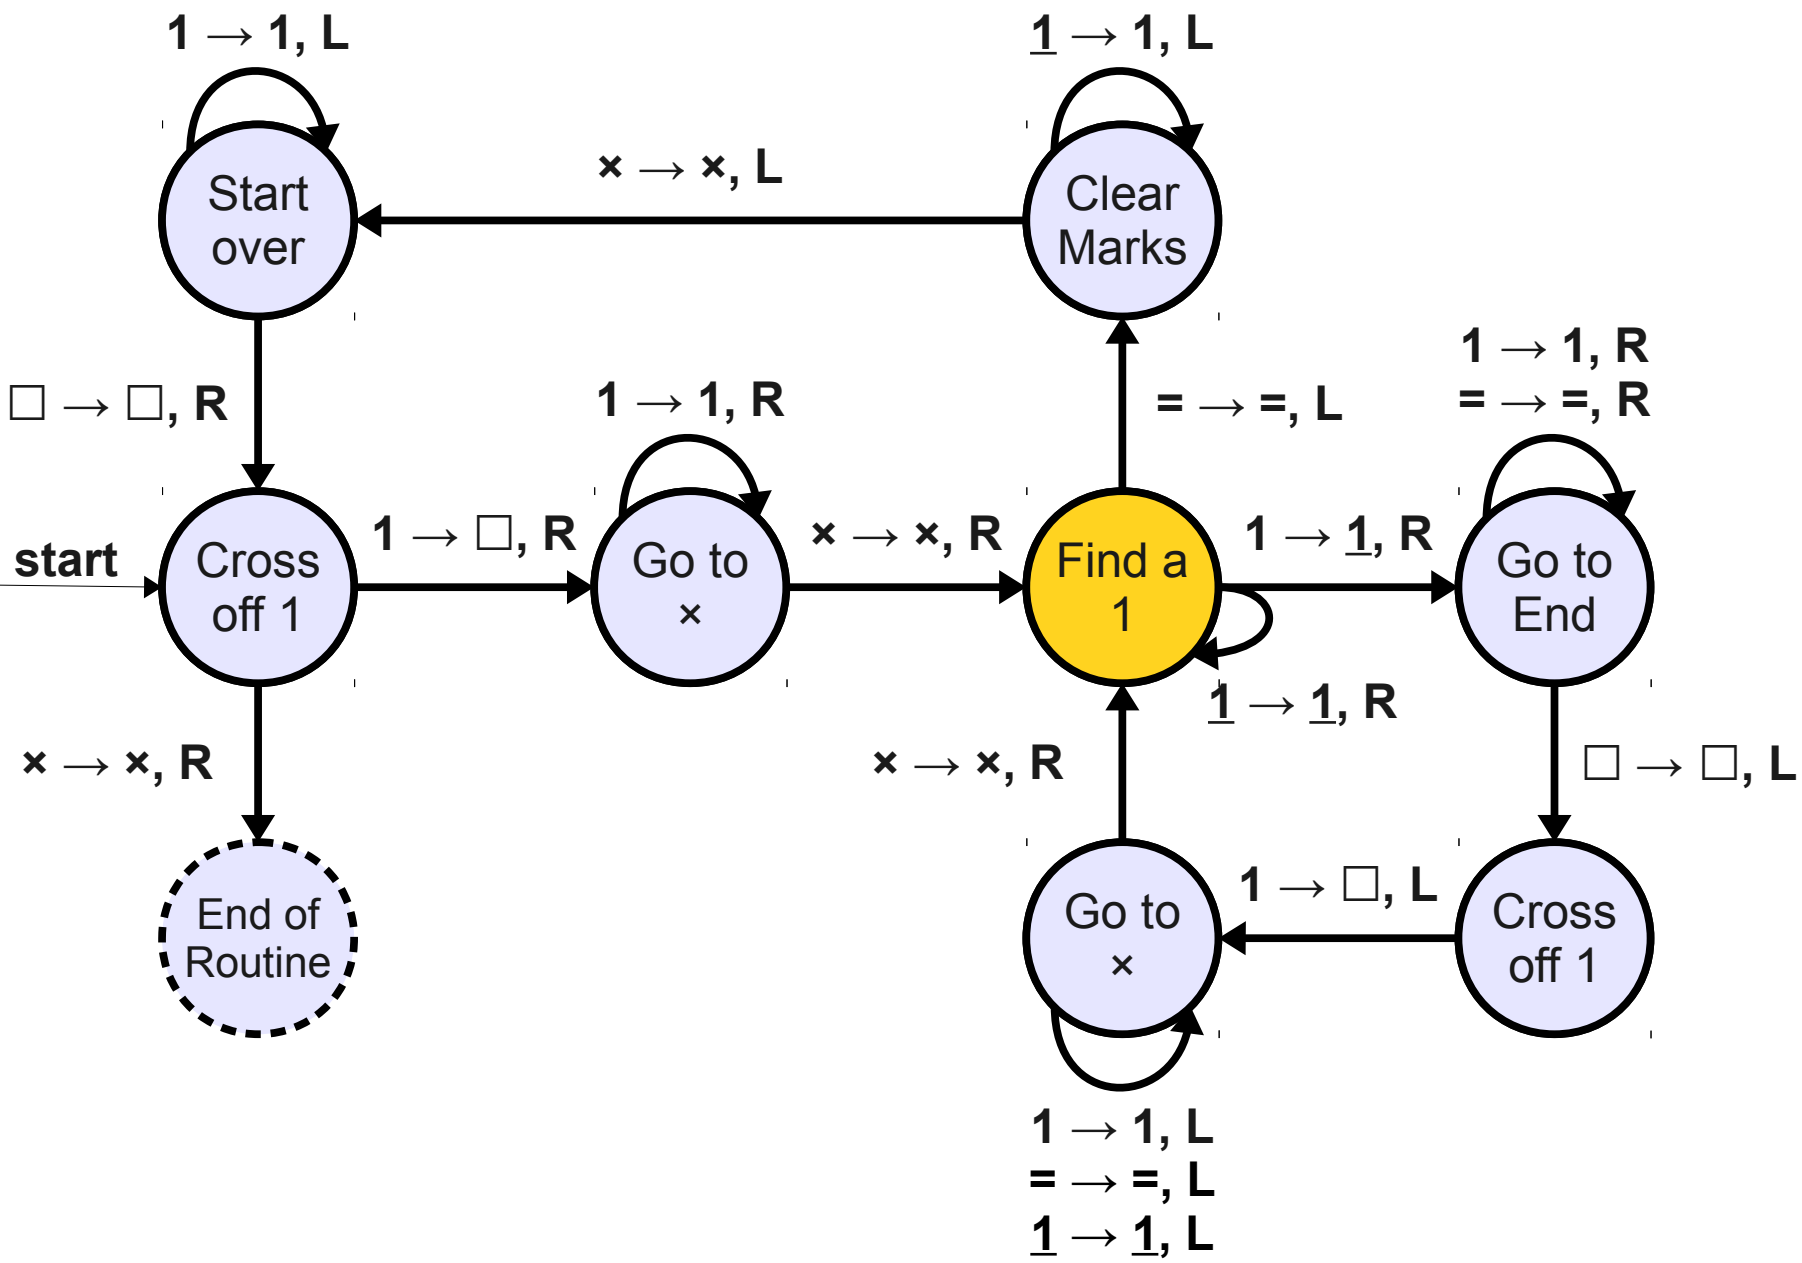 1 → 1, L
1 → 1, L
Start
over
× → ×, L
Clear
Marks
□ → □, R
1 → 1, R
= → =, L
1 → 1, R
= → =, R
start
Cross
off 1
1 → □, R
Go to
×
× → ×, R
Find a
1
1 → 1, R
Go to
End
1 → 1, R
× → ×, R
× → ×, R
□ → □, L
End of
Routine
Go to
×
1 → □, L
Cross
off 1
1 → 1, L
= → =, L
1 → 1, L